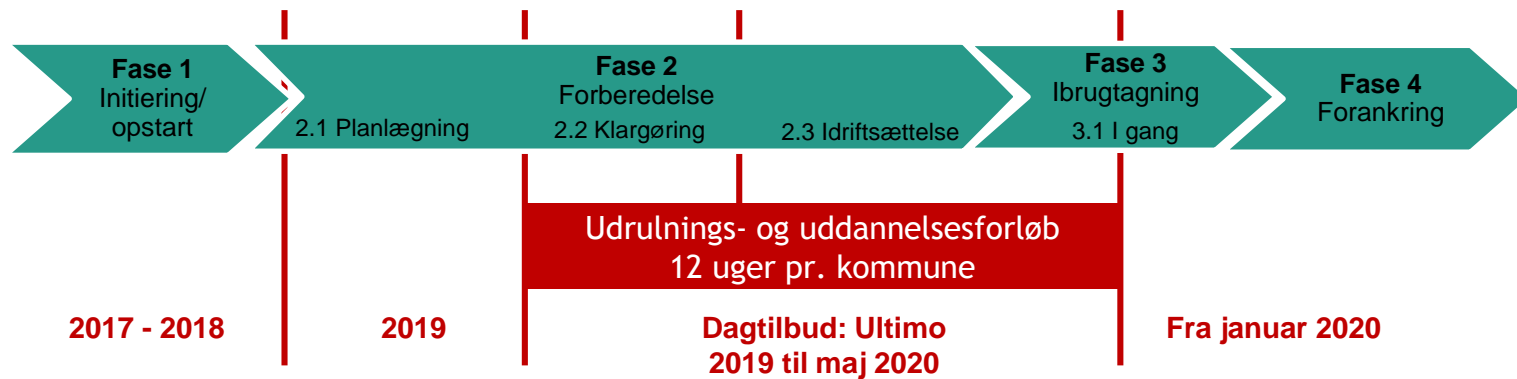 Fase 1
Initiering/
opstart
Fase 2
Forberedelse
2.1 Planlægning
2.2 Klargøring
2.3 Idriftsættelse
Fase 3
Ibrugtagning
3.1 I gang
Fase 4
Forankring
Udrulnings- og uddannelsesforløb
12 uger pr. kommune
2017 - 2018
2019
Dagtilbud: Ultimo
2019 til maj 2020
Fra januar 2020